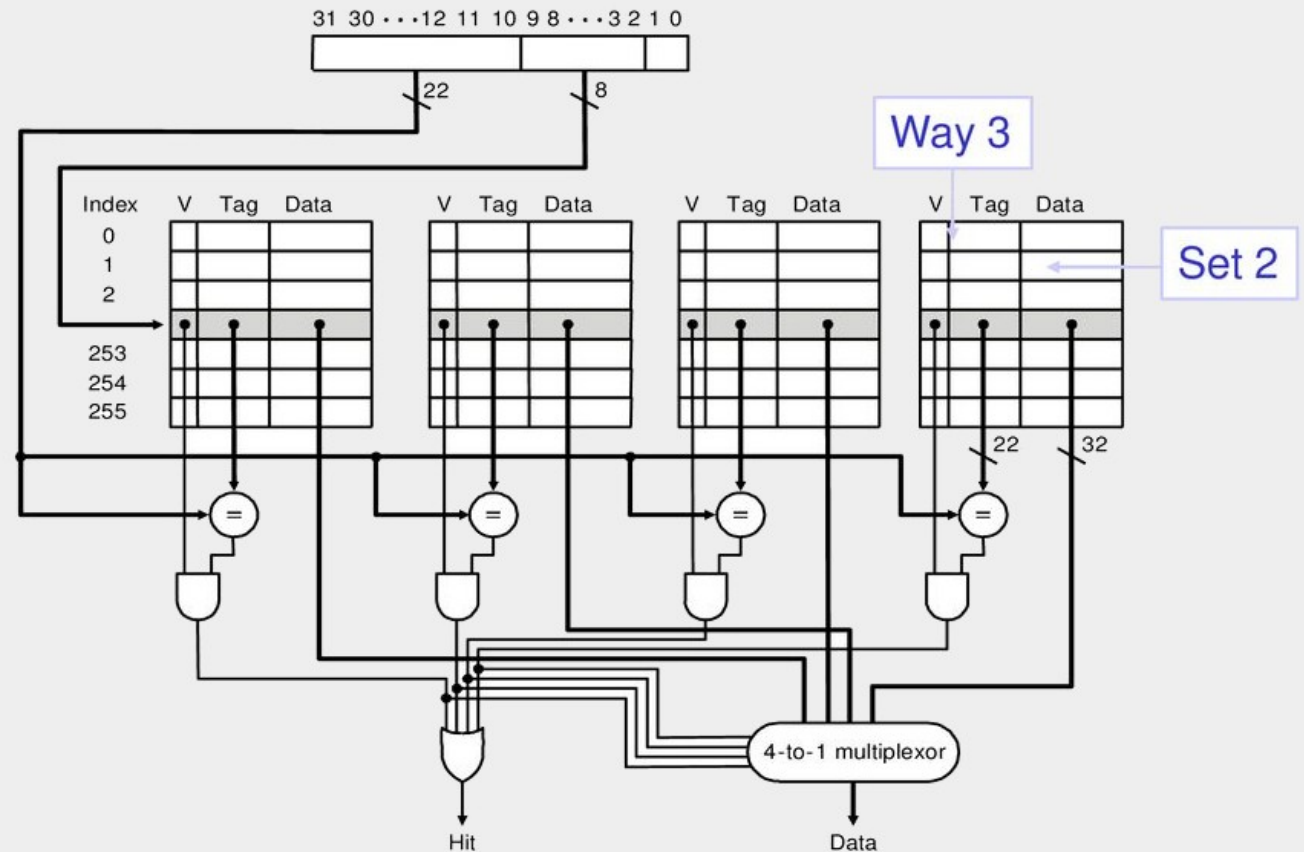 31 30 ···12 11 10 9 8 ···3 2 1 0
22
8
Way 3
Index V Tag Data V Tag Data V Tag Data V Tag Data
0
1
Set 2
2
253
254
255
22 32
= = = =
4-to-1 multiplexor
Hit Data